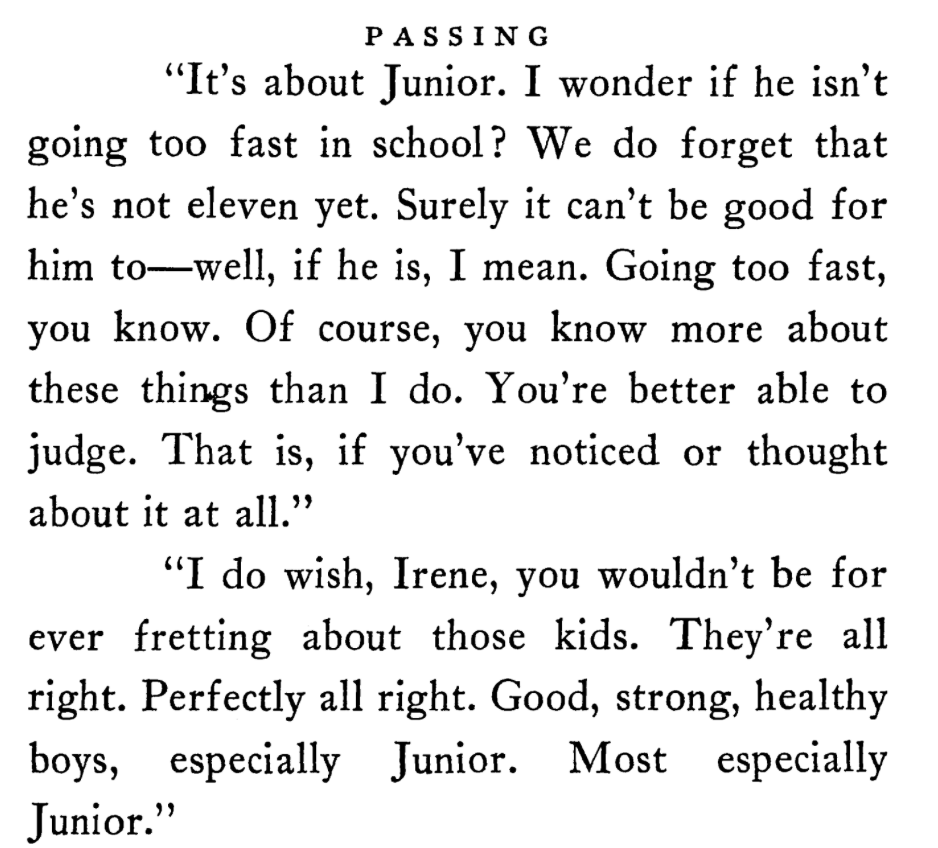 PASSING
“It's about Junior. I wonder if he isn't
going too fast in school? We do forget that
he's not eleven yet. Surely it can't be good for
him to—well, if he is, I mean. Going too fast,
you know. Of course, you know more about
these things than I do. You're better able to
judge. That is, if you've noticed or thought
about it at all.”
“I do wish, Irene, you wouldn't be for
ever fretting about those kids. They're all
right. Perfectly all right. Good, strong, healthy
boys, especially Junior. Most especially
Junior.”